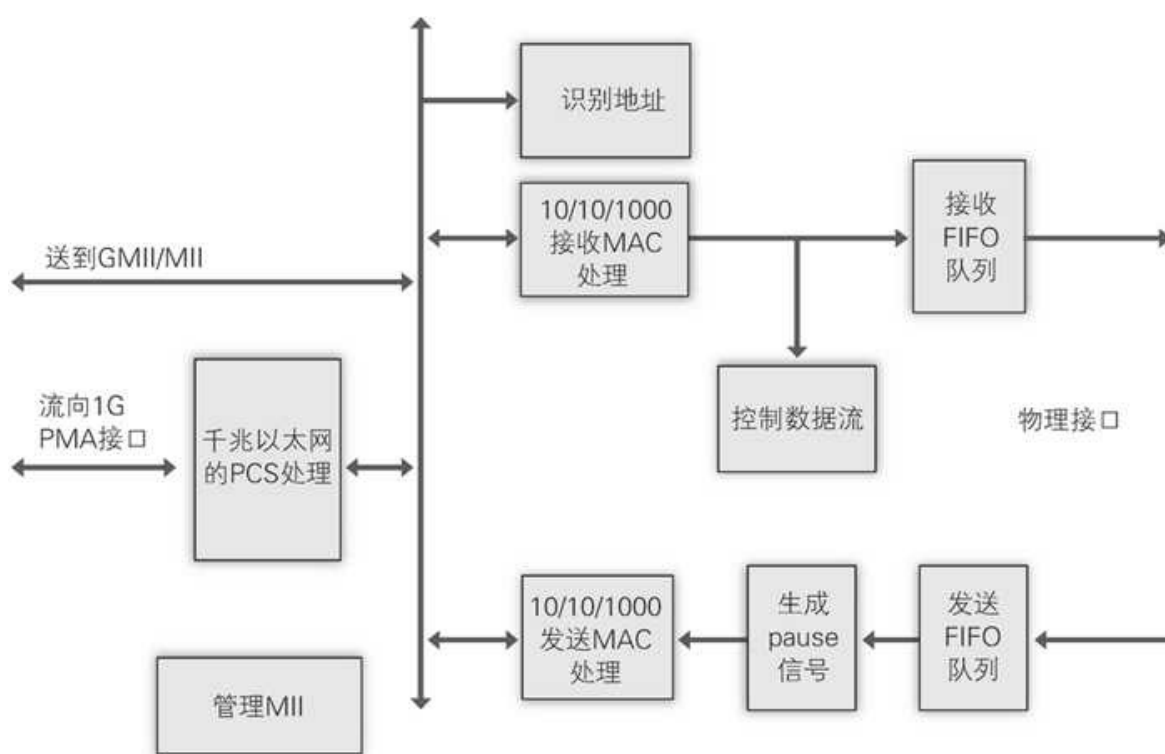 识别地址
10/10/1000
接收MAC
处理
接收
FIFO
队列
送到GMII/MII
流向1G
PMA接口
千兆以太网
的PCS处理
控制数据流
物理接口
10/10/1000
发送MAC
处理
生成
pause
信号
发送
FIFO
队列
管理MII